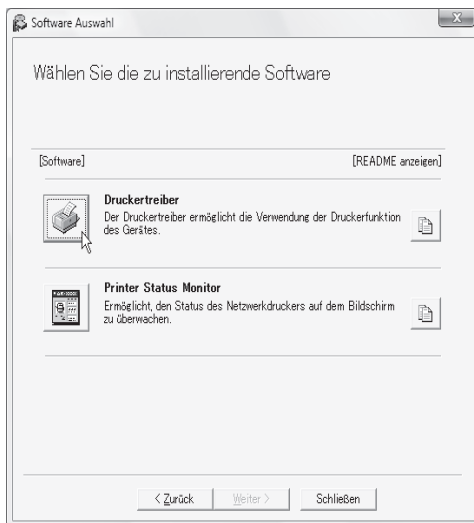 Software Auswahl
Wählen Sie die zu installierende Software
[Software] [README anzeigen]
Druckertreiber
Der Druckertreiber ermöglicht die Verwendung der Druckerfunktion
des Gerätes.
Printer Status Monitor
Ermöglicht, den Status des Netzwerkdruckers auf dem Bildschirm
zu überwachen.
< Zurück Weiter > Schließen